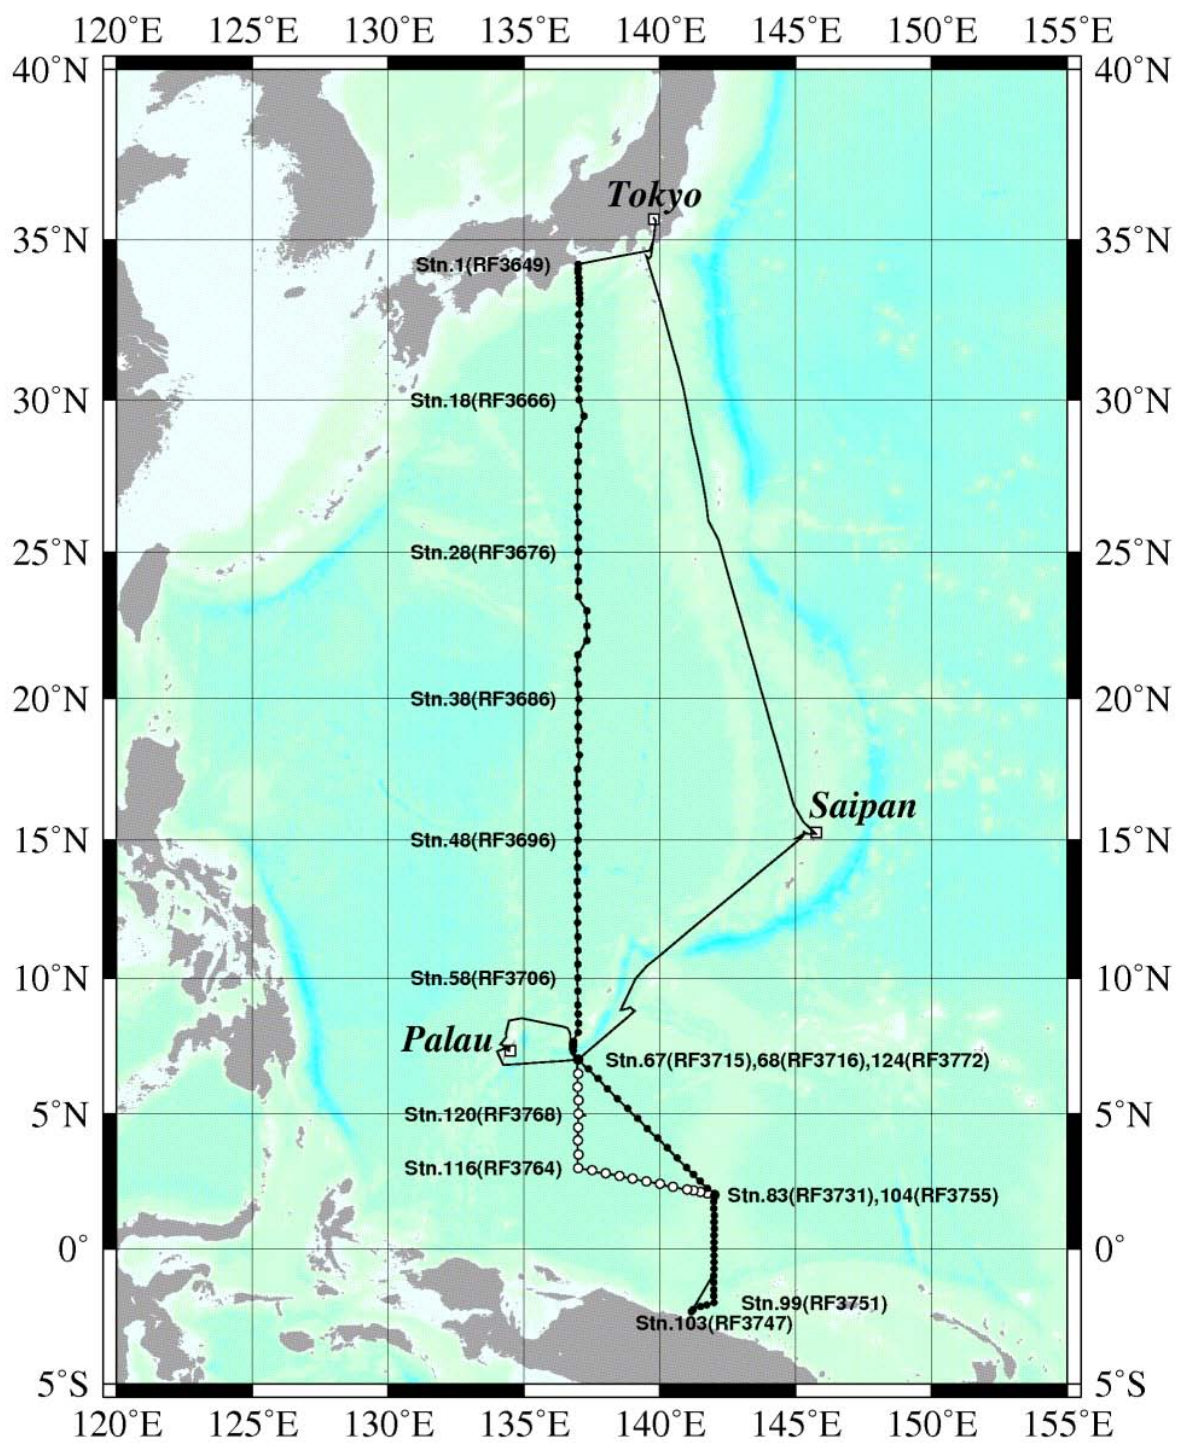 120°E 125°E 130°E 135°E 140°E 145°E 150°E 155°E
40°N 40°N
Tokyo
35°N 35°N
Stn.1(RF3649)
30°N Stn.18(RF3666) 30°N
25°N Stn.28(RF3676) 25°N
20°N Stn.38(RF3686) 20°N
Saipan
15°N Stn.48(RF3696) 15°N
10°N Stn.58(RF3706) 10°N
Palau
Stn.67(RF3715),68(RF3716),124(RF3772)
5°N Stn.120(RF3768) 5°N
Stn.116(RF3764)
Stn.83(RF3731),104(RF3755)
0° 0°
Stn.99(RF3751)
Stn.103(RF3747)
5°S 5°S
120°E 125°E 130°E 135°E 140°E 145°E 150°E 155°E